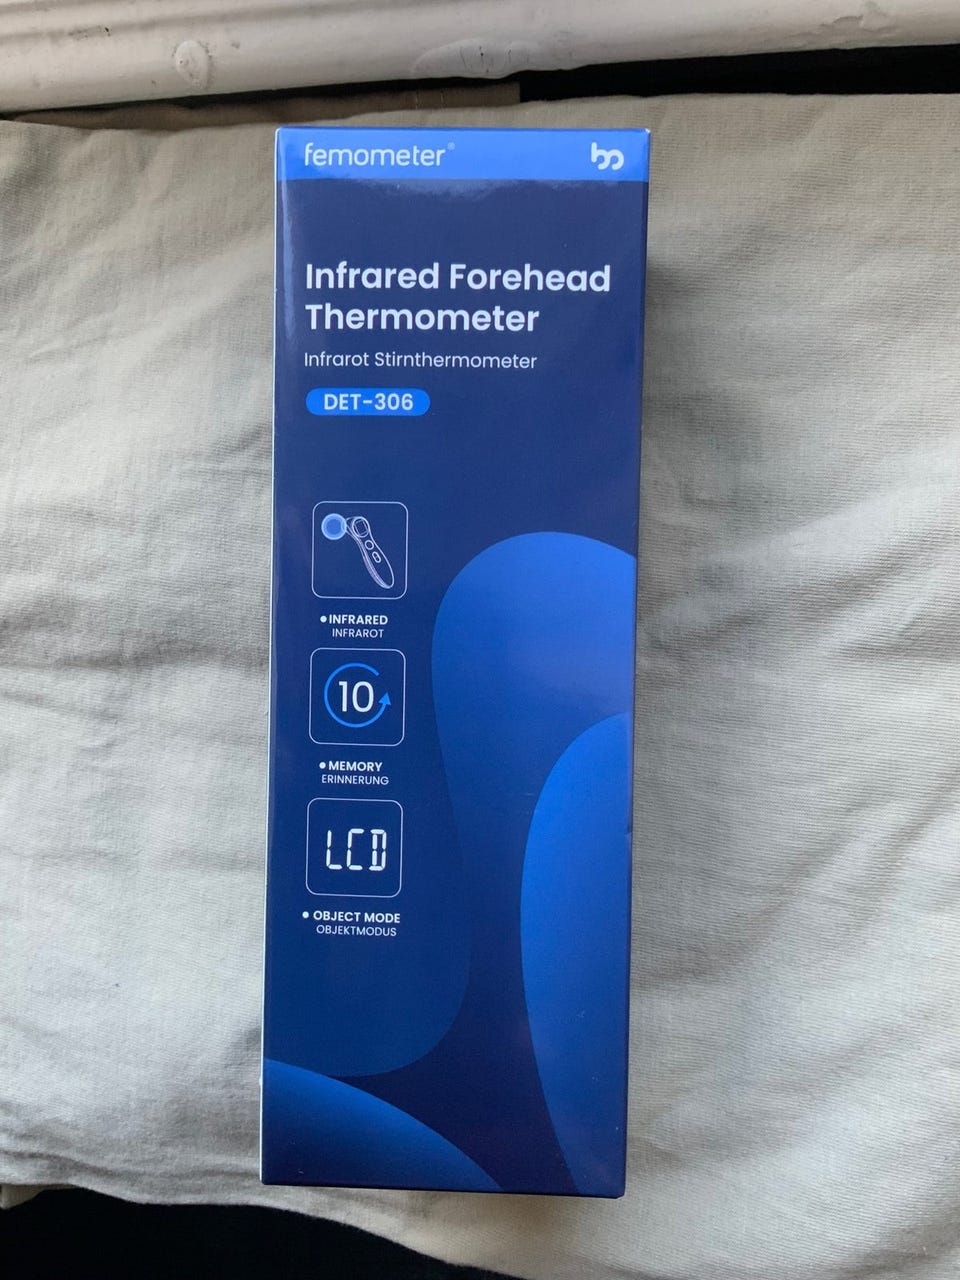 femometer®
Infrared Forehead
Thermometer
Infrarot Stirnthermometer
DET-306
• INFRARED
INFRAROT
10
• MEMORY
ERINNERUNG
LCD
• OBJECT MODE
OBJEKTMODUS